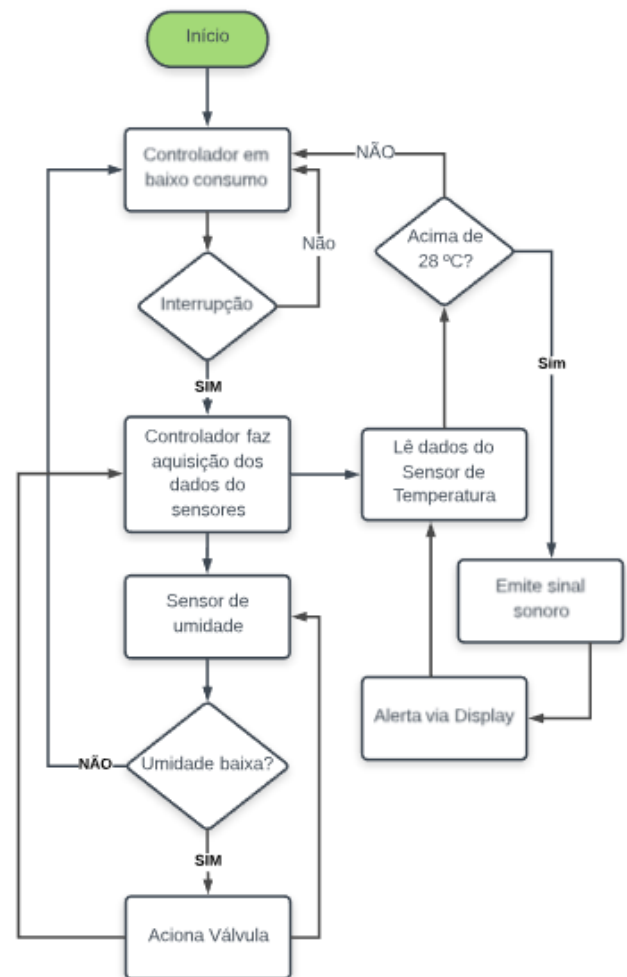 Início
Controlador em
baixo consumo
NÃO
Não
Acima de
28 ºC?
Interrupção
Sim
SIM
Controlador faz
aquisição dos
dados do
sensores
Lê dados do
Sensor de
Temperatura
Sensor de
umidade
Emite sinal
sonoro
Alerta via Display
Umidade baixa?
NÃO
SIM
Aciona Válvula